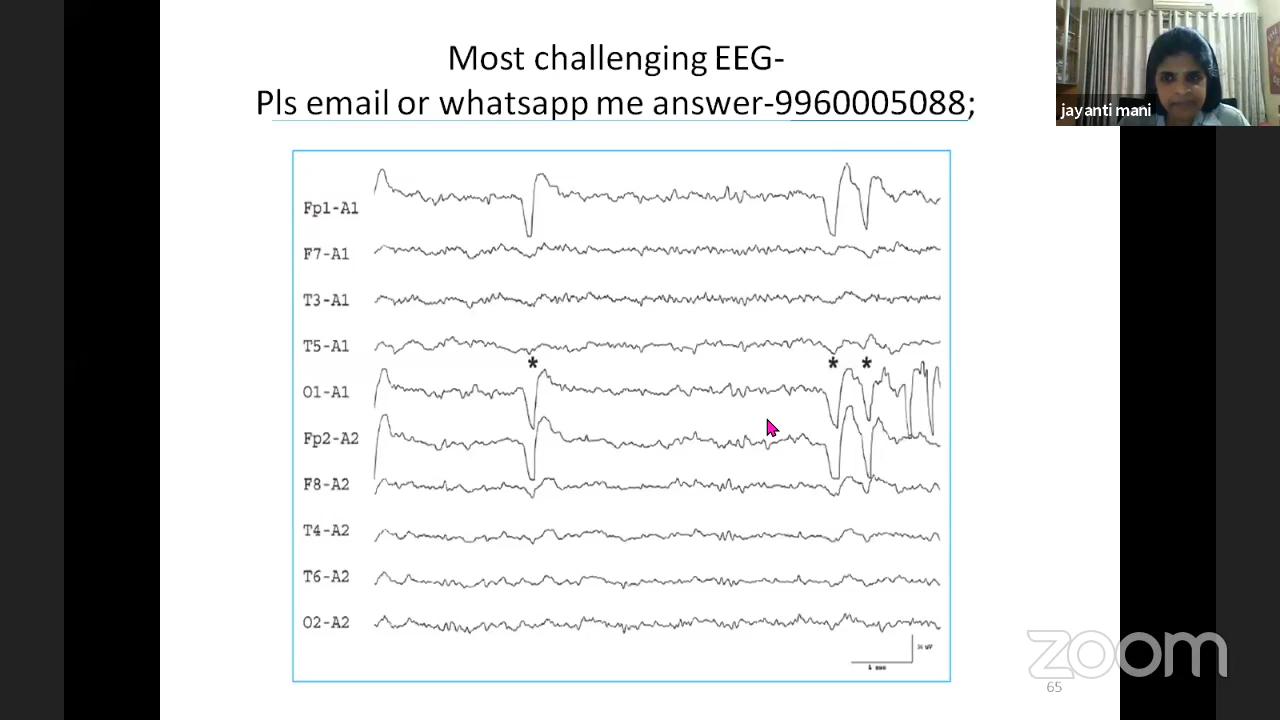 Most challenging EEG-
Pls email or whatsapp me answer-9960005088;
jayanti mani
Fp1-A1
F7-A1
T3-A1
T5-A1
* * *
O1-A1
Fp2-A2
F8-A2
T4-A2
T6-A2
O2-A2
zoom
65